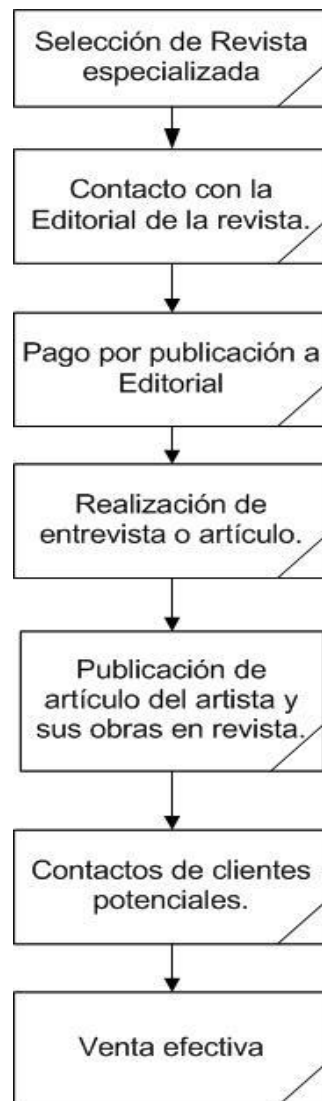 Selección de Revista
especializada
Contacto con la
Editorial de la revista.
Pago por publicación a
Editorial
Realización de
entrevista o artículo.
Publicación de
artículo del artista y
sus obras en revista.
Contactos de clientes
potenciales.
Venta efectiva